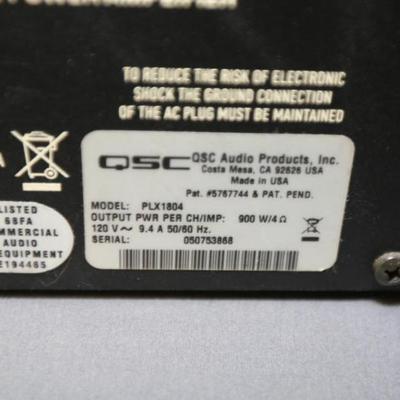 TO REDUCE THE RISK OF ELECTRONIC
SHOCK THE GROUND CONNECTION
OF THE AC PLUG MUST BE MAINTAINED
QSC QSC Audio Products, Inc.
Costa Mesa, CA 92626 USA
Made in USA
Pat. #5767744 & PAT. PEND.
MODEL: PLX1804
OUTPUT PWR PER CH/IMP: 900 W/4 Ω
120 V ~ 9.4 A 50/60 Hz.
SERIAL: 050753868
LISTED
68FA
COMMERCIAL
AUDIO
EQUIPMENT
E194465